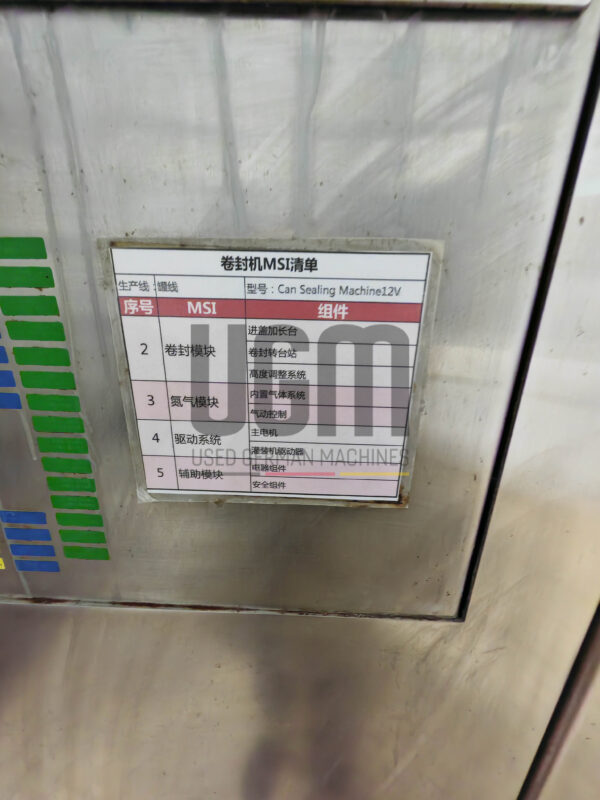 卷封机MSI清单
生产线：罐线 型号：Can Sealing Machine12V
序号 MSI 组件
2 卷封模块 进盖加长台
卷封转台站
高度调整系统
3 氮气模块 内置气体系统
气动控制
4 驱动系统 主电机
灌装机驱动器
5 辅助模块 电器组件
安全组件
UGM
USED GERMAN MACHINES